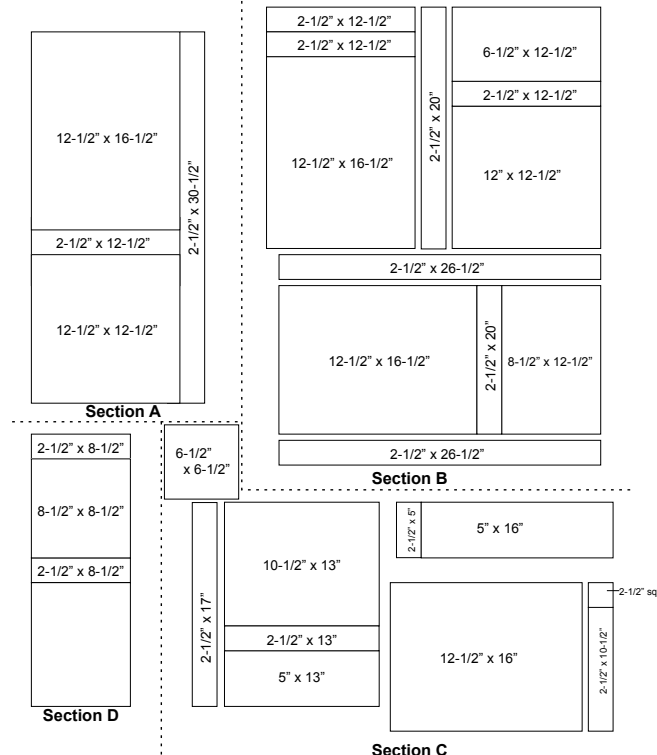 12-1/2” x 16-1/2”
2-1/2” x 12-1/2”
12-1/2” x 12-1/2”
2-1/2” x 30-1/2”
Section A
2-1/2” x 12-1/2”
2-1/2” x 12-1/2”
12-1/2” x 16-1/2”
2-1/2” x 20”
6-1/2” x 12-1/2”
2-1/2” x 12-1/2”
12” x 12-1/2”
2-1/2” x 26-1/2”
12-1/2” x 16-1/2”
2-1/2” x 20”
8-1/2” x 12-1/2”
2-1/2” x 26-1/2”
Section B
6-1/2”
x 6-1/2”
2-1/2” x 8-1/2”
8-1/2” x 8-1/2”
2-1/2” x 8-1/2”
Section D
2-1/2” x 17”
10-1/2” x 13”
2-1/2” x 13”
5” x 13”
2-1/2” x 5”
5” x 16”
12-1/2” x 16”
2-1/2” sq
2-1/2” x 10-1/2”
Section C